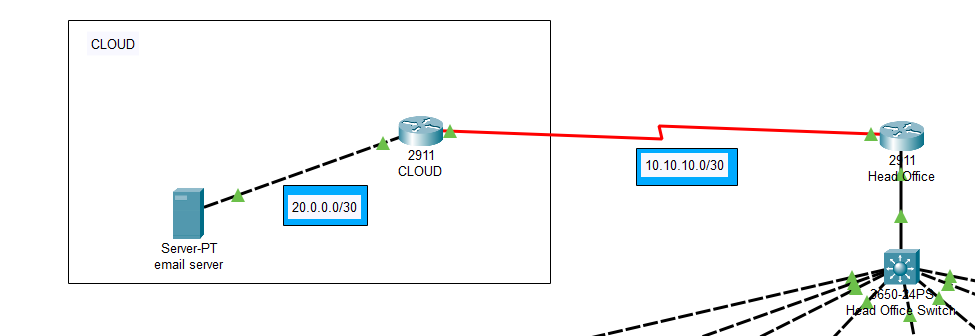 CLOUD
2911
CLOUD
10.10.10.0/30
2911
Head Office
20.0.0.0/30
Server-PT
email server
3650-24PS
Head Office Switch